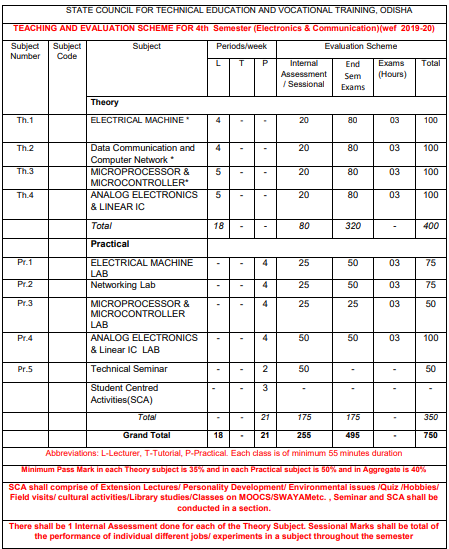 STATE COUNCIL FOR TECHNICAL EDUCATION AND VOCATIONAL TRAINING, ODISHA
TEACHING AND EVALUATION SCHEME FOR 4th Semester (Electronics & Communication)(wef 2019-20)
Subject Number Subject Code Subject Periods/week Evaluation Scheme
L T P Internal Assessment / Sessional End Sem Exams Exams (Hours) Total
Theory
Th.1 ELECTRICAL MACHINE * 4 - - 20 80 03 100
Th.2 Data Communication and Computer Network * 4 - - 20 80 03 100
Th.3 MICROPROCESSOR & MICROCONTROLLER* 5 - - 20 80 03 100
Th.4 ANALOG ELECTRONICS & LINEAR IC 5 - - 20 80 03 100
Total 18 - - 80 320 - 400
Practical
Pr.1 ELECTRICAL MACHINE LAB - - 4 25 50 03 75
Pr.2 Networking Lab - - 4 25 50 03 75
Pr.3 MICROPROCESSOR & MICROCONTROLLER LAB - - 4 25 25 03 50
Pr.4 ANALOG ELECTRONICS & Linear IC LAB - - 4 50 50 03 100
Pr.5 Technical Seminar - - 2 50 - - 50
Student Centred Activities(SCA) - - 3 - - - -
Total - - 21 175 175 - 350
Grand Total 18 - 21 255 495 - 750
Abbreviations: L-Lecturer, T-Tutorial, P-Practical. Each class is of minimum 55 minutes duration
Minimum Pass Mark in each Theory subject is 35% and in each Practical subject is 50% and in Aggregate is 40%
SCA shall comprise of Extension Lectures/ Personality Development/ Environmental issues /Quiz /Hobbies/
Field visits/ cultural activities/Library studies/Classes on MOOCS/SWAYAMetc. , Seminar and SCA shall be
conducted in a section.
There shall be 1 Internal Assessment done for each of the Theory Subject. Sessional Marks shall be total of
the performance of individual different jobs/ experiments in a subject throughout the semester